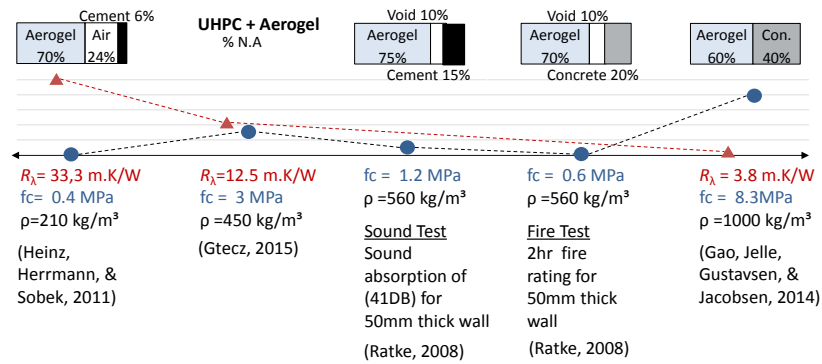 Cement 6%
Aerogel
70%
Air
24%
UHPC + Aerogel
% N.A
Void 10%
Aerogel
75%
Cement 15%
Void 10%
Aerogel
70%
Concrete 20%
Aerogel
60%
Con.
40%
Rλ= 33,3 m.K/W
fc= 0.4 MPa
ρ=210 kg/m³
(Heinz,
Herrmann, &
Sobek, 2011)
Rλ=12.5 m.K/W
fc = 3 MPa
ρ=450 kg/m³
(Gtecz, 2015)
fc = 1.2 MPa
ρ =560 kg/m³
Sound Test
Sound
absorption of
(41DB) for
50mm thick wall
(Ratke, 2008)
fc = 0.6 MPa
ρ=560 kg/m³
Fire Test
2hr fire
rating for
50mm thick
wall
(Ratke, 2008)
Rλ = 3.8 m.K/W
fc = 8.3MPa
ρ = 1000 kg/m³
(Gao, Jelle,
Gustavsen, &
Jacobsen, 2014)